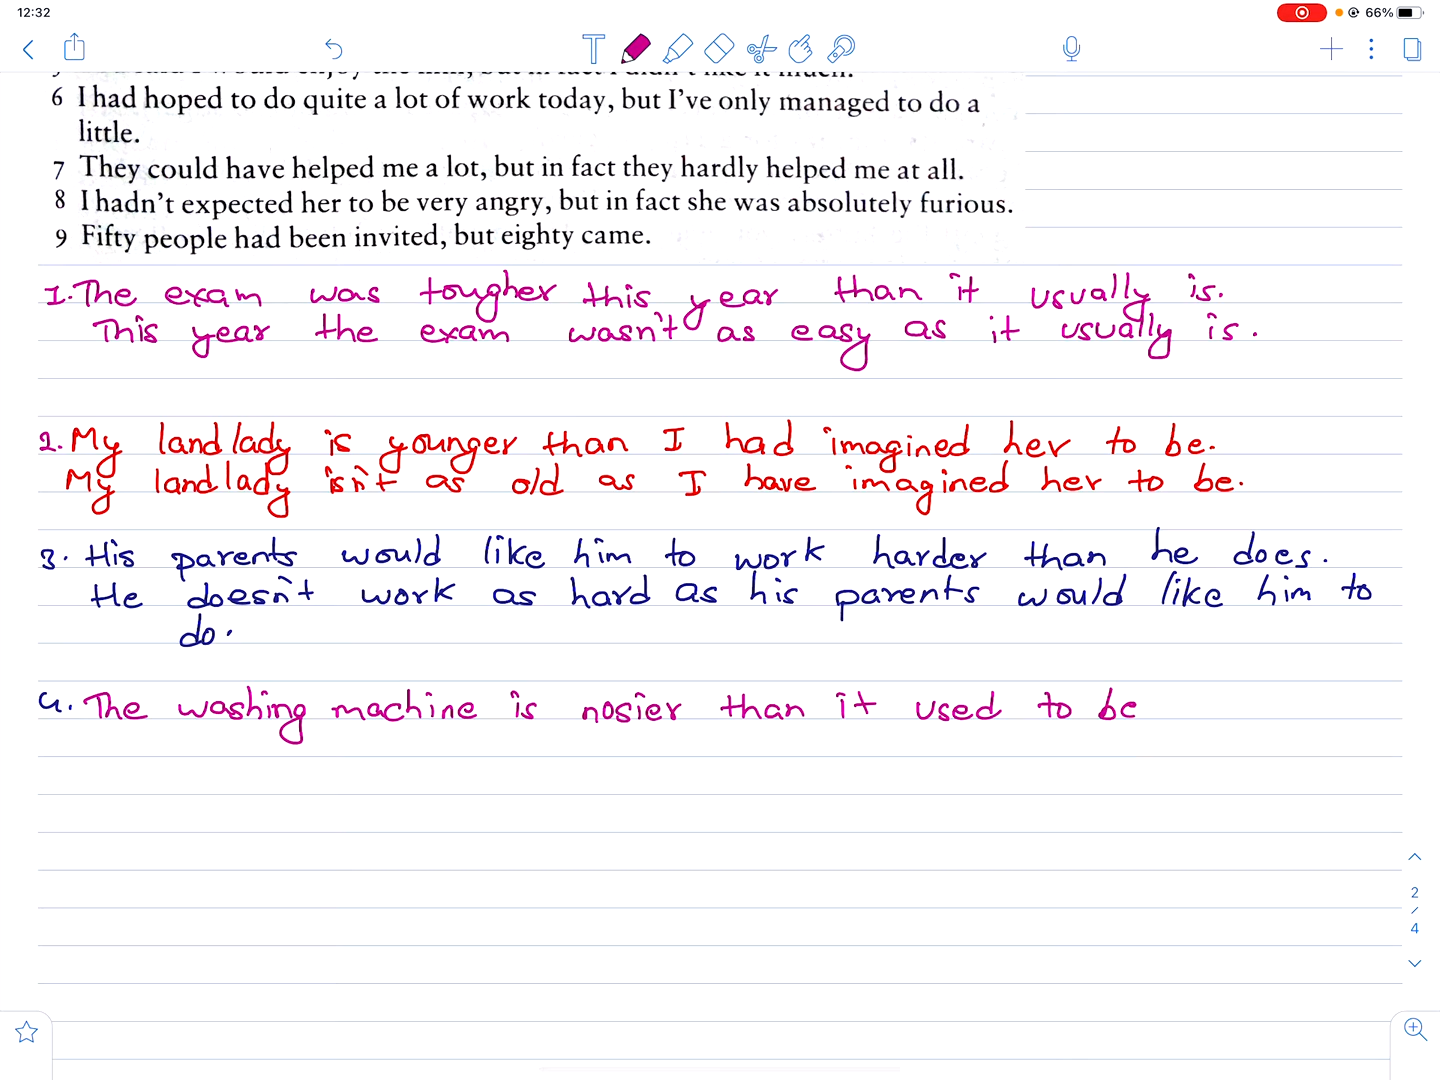 12:32
66%
6 I had hoped to do quite a lot of work today, but I've only managed to do a
little.
7 They could have helped me a lot, but in fact they hardly helped me at all.
8 I hadn't expected her to be very angry, but in fact she was absolutely furious.
9 Fifty people had been invited, but eighty came.
1. The exam was tougher this year than it usually is.
This year the exam wasn't as easy as it usually is.
2. My landlady is younger than I had imagined her to be.
My landlady isn't as old as I have imagined her to be.
3. His parents would like him to work harder than he does.
He doesn't work as hard as his parents would like him to
do.
4. The washing machine is nosier than it used to be
2
/
4